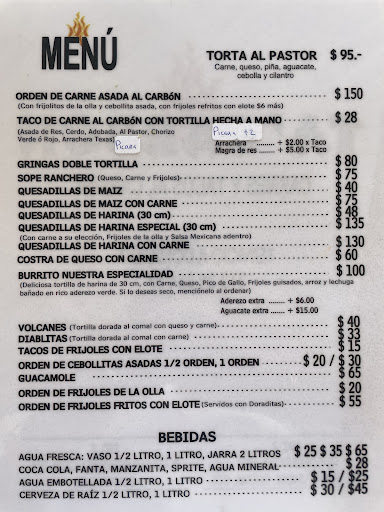 MENÚ
TORTA AL PASTOR $ 95.-
Carne, queso, piña, aguacate,
cebolla y cilantro
ORDEN DE CARNE ASADA AL CARBóN $ 150
(Con frijolitos de la olla y cebollita asada, con frijoles refritos con elote $6 más)
TACO DE CARNE AL CARBóN CON TORTILLA HECHA A MANO $ 28
(Asada de Res, Cerdo, Adobada, Al Pastor, Chorizo
Verde ó Rojo, Arrachera Texas)
Picana
Picana +2
Arrachera + $2.00 x Taco
Magra de res + $5.00 x Taco
GRINGAS DOBLE TORTILLA $ 80
SOPE RANCHERO (Queso, Carne y Frijoles) $ 75
QUESADILLAS DE MAIZ $ 40
QUESADILLAS DE MAIZ CON CARNE $ 75
QUESADILLAS DE HARINA (30 cm) $ 48
QUESADILLAS DE HARINA ESPECIAL (30 cm) $ 135
(Con carne a su elección, Frijoles de la olla y Salsa Mexicana adentro)
QUESADILLAS DE HARINA CON CARNE $ 130
COSTRA DE QUESO CON CARNE $ 60
BURRITO NUESTRA ESPECIALIDAD $ 100
(Deliciosa tortilla de harina de 30 cm, con Carne, Queso, Pico de Gallo, Frijoles guisados, arroz y lechuga
bañado en rico aderezo verde. Si lo deseas seco, menciónelo al ordenar)
Aderezo extra + $6.00
Aguacate extra + $15.00
VOLCANES (Tortilla dorada al comal con queso y carne) $ 40
DIABLITAS (Tortilla dorada al comal con carne) $ 33
TACOS DE FRIJOLES CON ELOTE $ 15
ORDEN DE CEBOLLITAS ASADAS 1/2 ORDEN, 1 ORDEN $ 20 / $ 30
GUACAMOLE $ 65
ORDEN DE FRIJOLES DE LA OLLA $ 20
ORDEN DE FRIJOLES FRITOS CON ELOTE (Servidos con Doraditas) $ 55
BEBIDAS
AGUA FRESCA: VASO 1/2 LITRO, 1 LITRO, JARRA 2 LITROS $ 25 $ 35 $ 65
COCA COLA, FANTA, MANZANITA, SPRITE, AGUA MINERAL $ 28
AGUA EMBOTELLADA 1/2 LITRO, 1 LITRO $ 15 / $25
CERVEZA DE RAÍZ 1/2 LITRO, 1 LITRO $ 30 / $45